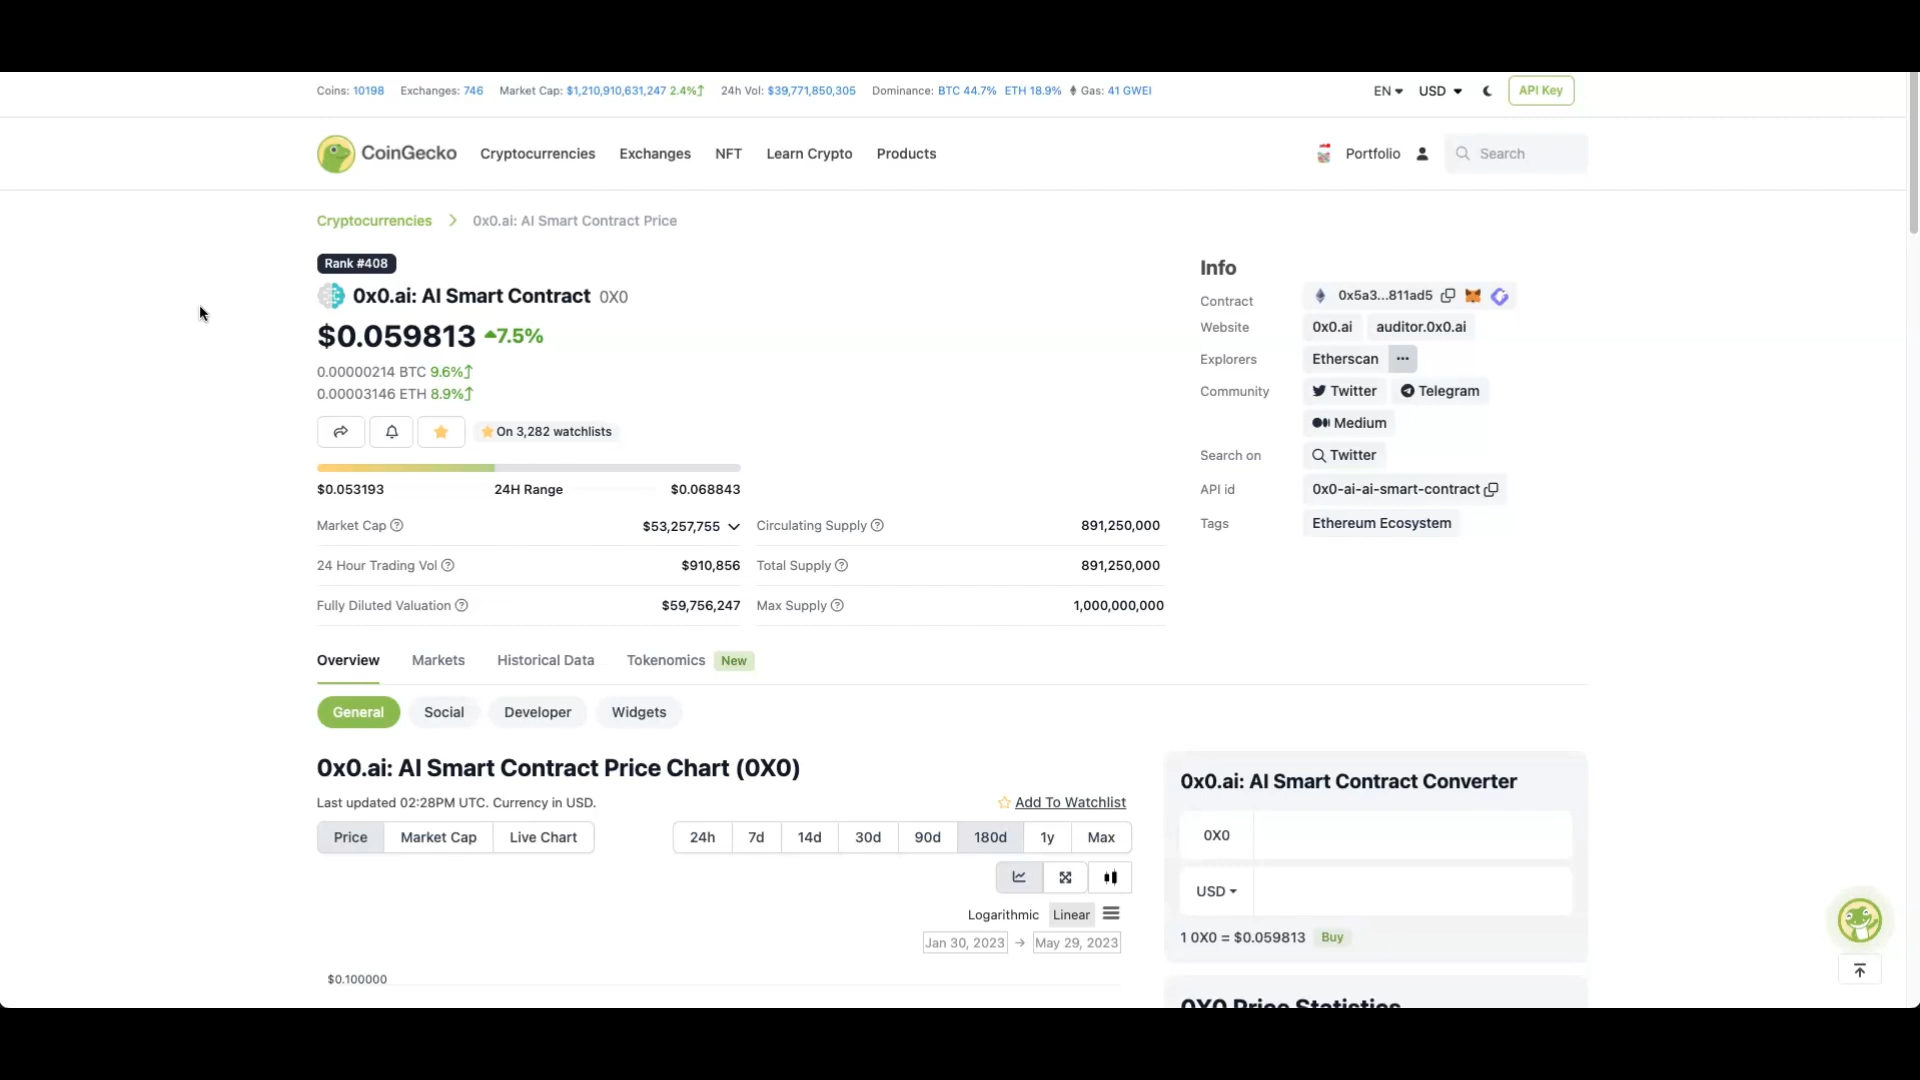 Coins: 10198 Exchanges: 746 Market Cap: $1,210,910,631,247 2.4% 24h Vol: $39,771,850,305 Dominance: BTC 44.7% ETH 18.9% Gas: 41 GWEI EN USD API Key
CoinGecko Cryptocurrencies Exchanges NFT Learn Crypto Products Portfolio Search
Cryptocurrencies > 0x0.ai: AI Smart Contract Price
Rank #408
0x0.ai: AI Smart Contract 0X0
$0.059813 7.5%
0.00000214 BTC 9.6%
0.00003146 ETH 8.9%
On 3,282 watchlists
$0.053193 24H Range $0.068843
Market Cap $53,257,755
24 Hour Trading Vol $910,856
Fully Diluted Valuation $59,756,247
Circulating Supply 891,250,000
Total Supply 891,250,000
Max Supply 1,000,000,000
Info
Contract 0x5a3...811ad5
Website 0x0.ai auditor.0x0.ai
Explorers Etherscan ...
Community Twitter Telegram
Medium
Search on Twitter
API id 0x0-ai-ai-smart-contract
Tags Ethereum Ecosystem
Overview Markets Historical Data Tokenomics New
General Social Developer Widgets
0x0.ai: AI Smart Contract Price Chart (0X0)
Last updated 02:28PM UTC. Currency in USD. Add To Watchlist
Price Market Cap Live Chart 24h 7d 14d 30d 90d 180d 1y Max
Logarithmic Linear
Jan 30, 2023 → May 29, 2023
$0.100000
0x0.ai: AI Smart Contract Converter
0X0
USD
1 0X0 = $0.059813 Buy
0X0 Price Statistics